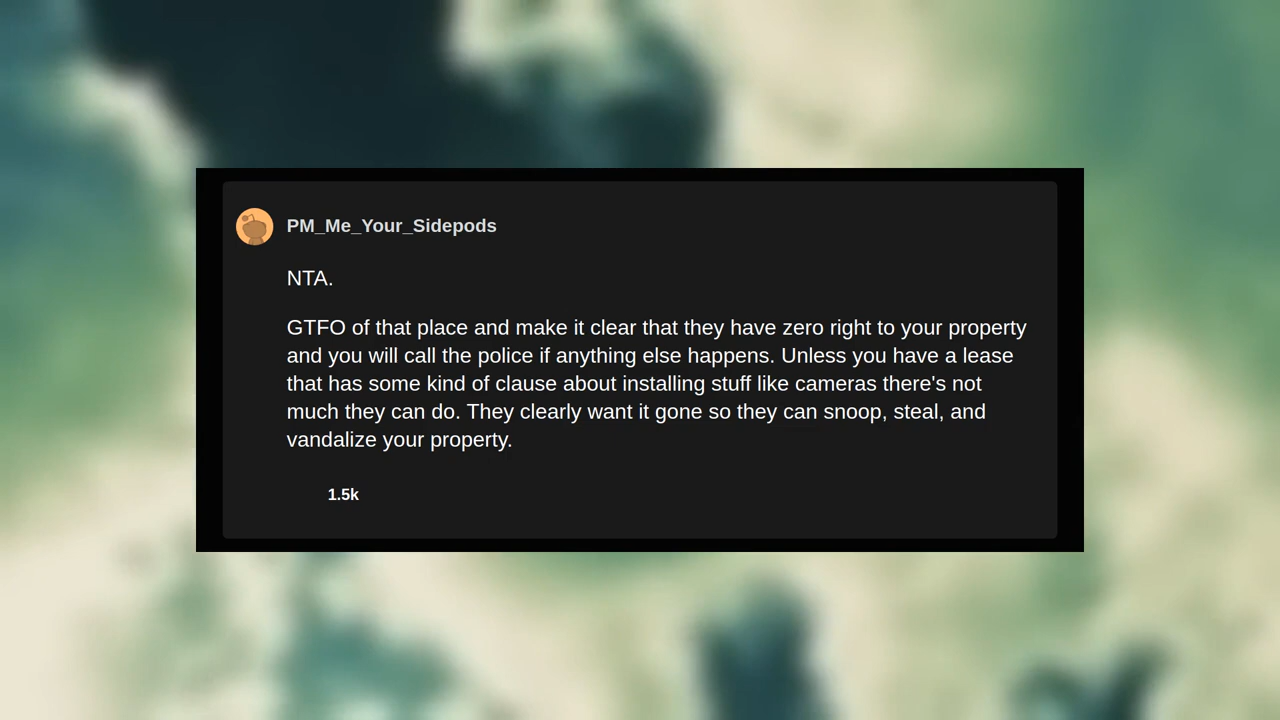 PM_Me_Your_Sidepods
NTA.
GTFO of that place and make it clear that they have zero right to your property
and you will call the police if anything else happens. Unless you have a lease
that has some kind of clause about installing stuff like cameras there's not
much they can do. They clearly want it gone so they can snoop, steal, and
vandalize your property.
1.5k